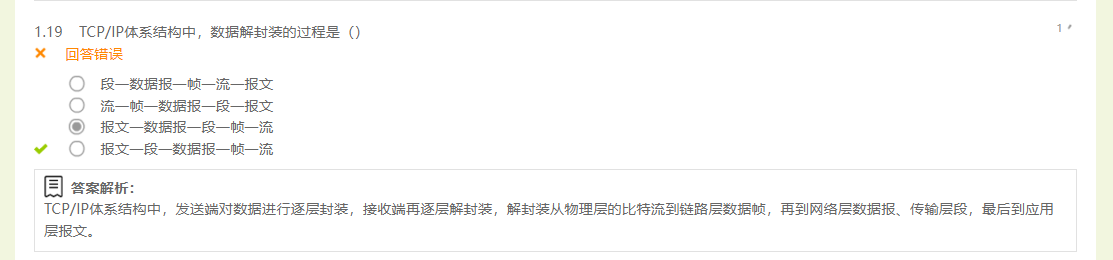 1.19 TCP/IP体系结构中，数据解封装的过程是（）
1
回答错误
段—数据报—帧—流—报文
流—帧—数据报—段—报文
报文—数据报—段—帧—流
报文—段—数据报—帧—流
答案解析：
TCP/IP体系结构中，发送端对数据进行逐层封装，接收端再逐层解封装，解封装从物理层的比特流到链路层数据帧，再到网络层数据报、传输层段，最后到应用
层报文。